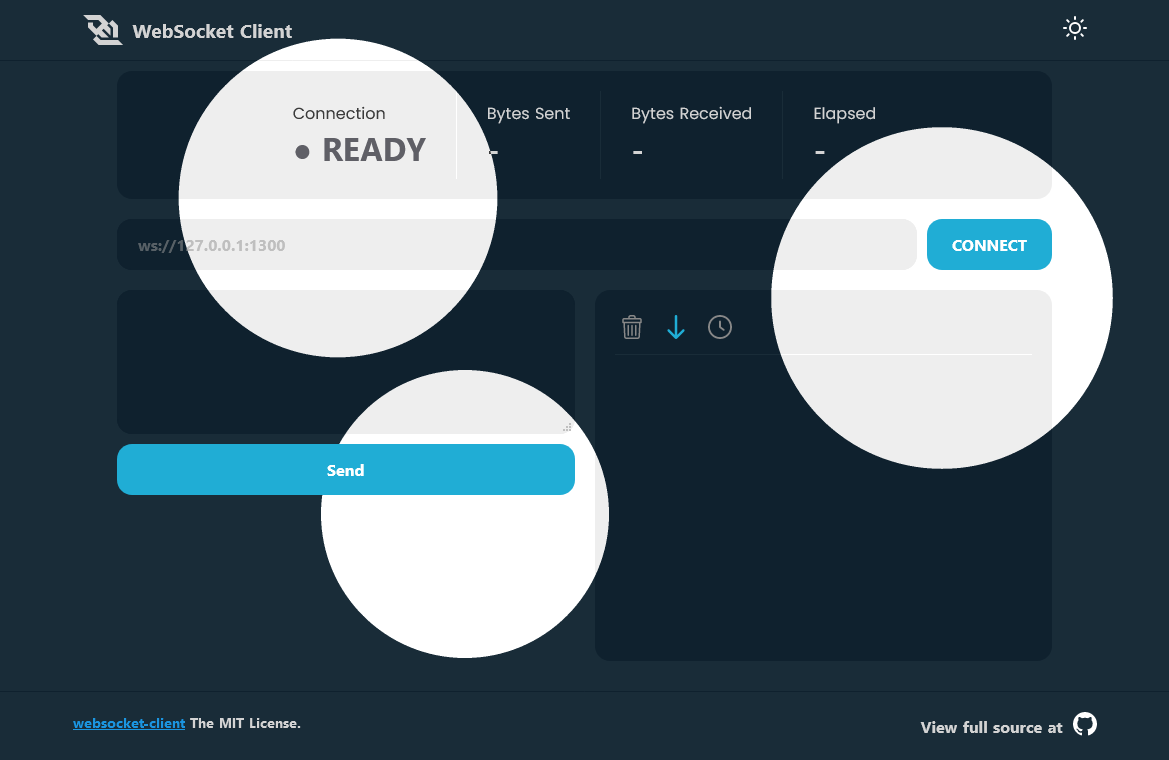 WebSocket Client
Connection
● READY
Bytes Sent
-
Bytes Received
-
Elapsed
-
ws://127.0.0.1:1300
CONNECT
Send
websocket-client The MIT License.
View full source at